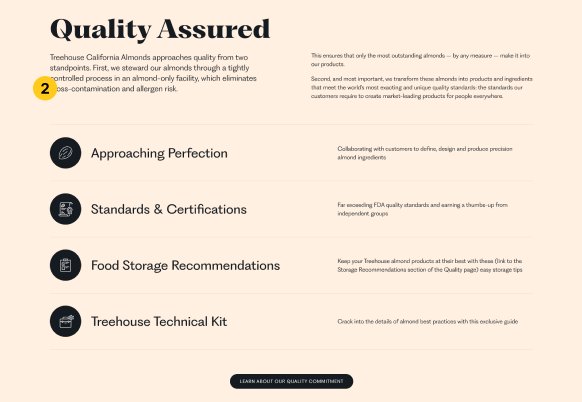 Quality Assured
Treehouse California Almonds approaches quality from two
standpoints. First, we steward our almonds through a tightly
controlled process in an almond-only facility, which eliminates
2
oss-contamination and allergen risk.
This ensures that only the most outstanding almonds — by any measure — make it into
our products.
Second, and most important, we transform these almonds into products and ingredients
that meet the world's most exacting and unique quality standards: the standards our
customers require to create market-leading products for people everywhere.
Approaching Perfection
Collaborating with customers to define, design and produce precision
almond ingredients
Standards & Certifications
Far exceeding FDA quality standards and earning a thumbs-up from
independent groups
Food Storage Recommendations
Keep your Treehouse almond products at their best with these (link to the
Storage Recommendations section of the Quality page) easy storage tips
Treehouse Technical Kit
Crack into the details of almond best practices with this exclusive guide
LEARN ABOUT OUR QUALITY COMMITMENT